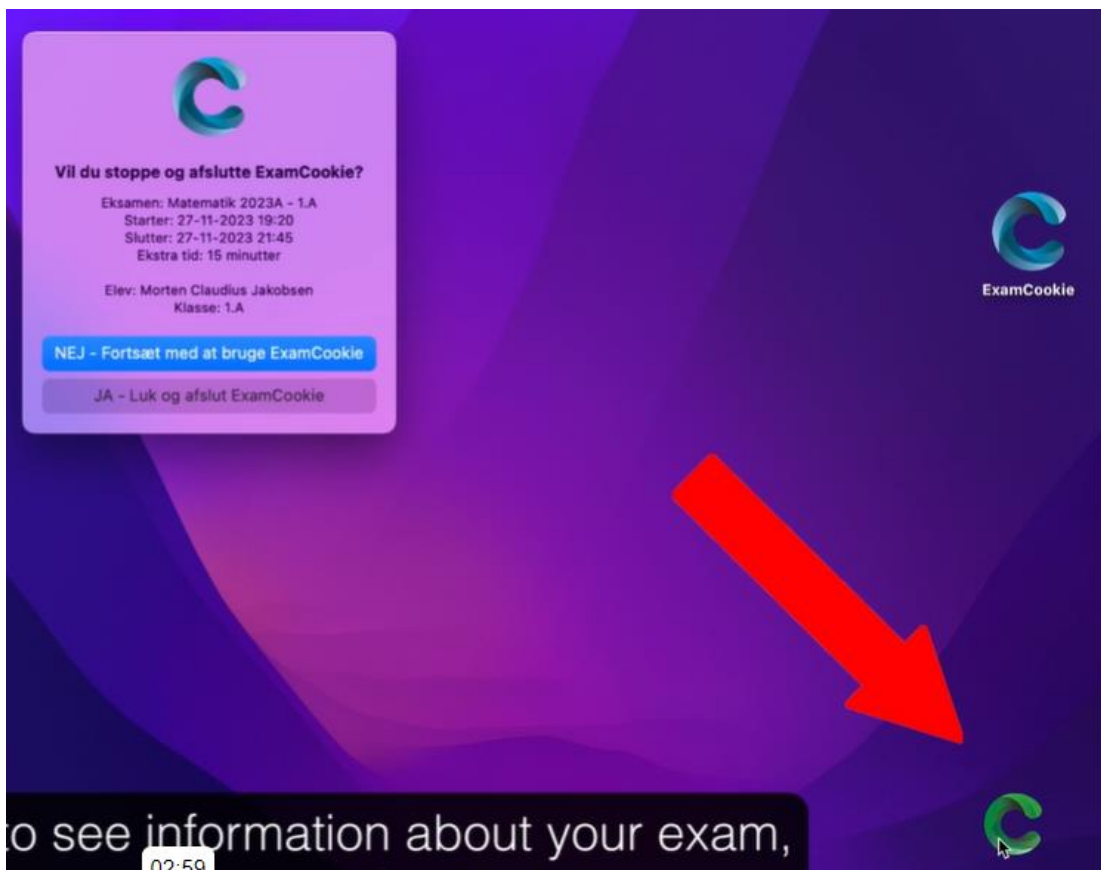 Vil du stoppe og afslutte ExamCookie?
Eksamen: Matematik 2023A - 1.A
Starter: 27-11-2023 19:20
Slutter: 27-11-2023 21:45
Ekstra tid: 15 minutter
Elev: Morten Claudius Jakobsen
Klasse: 1.A
NEJ - Fortsæt med at bruge ExamCookie
JA - Luk og afslut ExamCookie
ExamCookie
to see information about your exam,
02:59